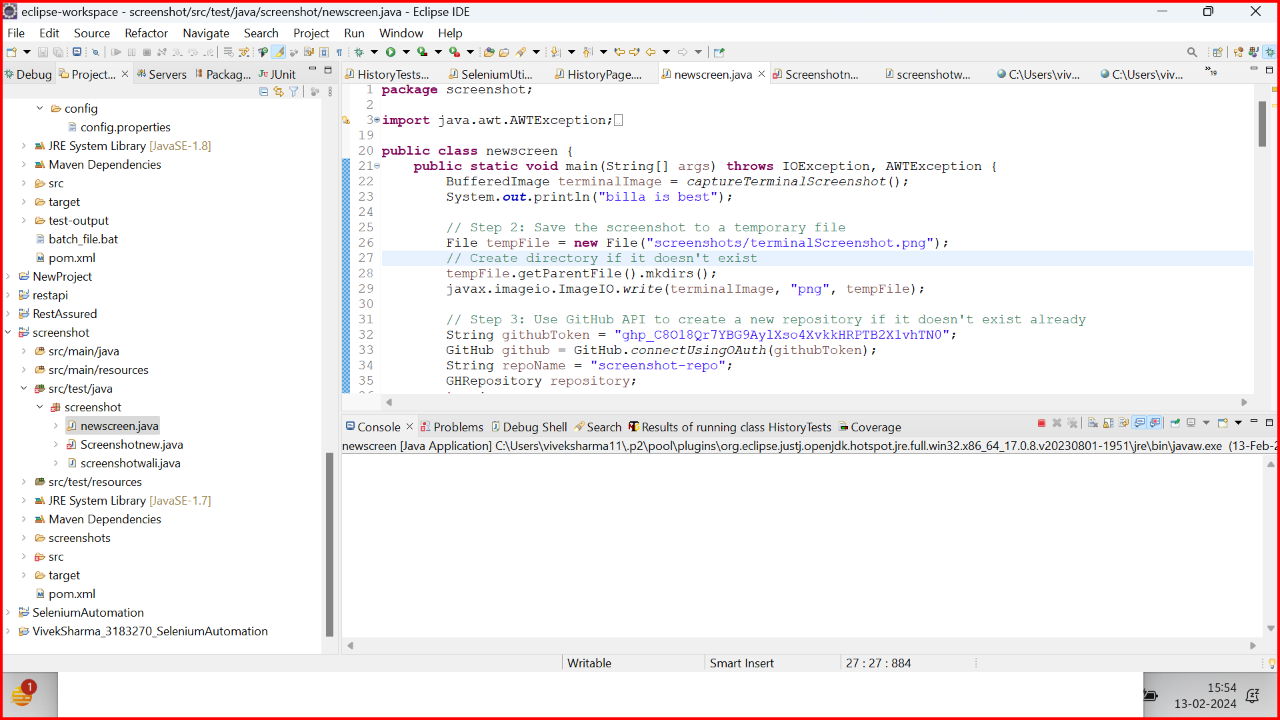 eclipse-workspace - screenshot/src/test/java/screenshot/newscreen.java - Eclipse IDE
File Edit Source Refactor Navigate Search Project Run Window Help
Debug Project... Servers Packag... JUnit
HistoryTests... SeleniumUti... HistoryPage.... newscreen.java Screenshotn... screenshotw... C:\Users\viv... C:\Users\viv... 19
config
config.properties
JRE System Library [JavaSE-1.8]
Maven Dependencies
src
target
test-output
batch_file.bat
pom.xml
NewProject
restapi
RestAssured
screenshot
src/main/java
src/main/resources
src/test/java
screenshot
newscreen.java
Screenshotnew.java
screenshotwali.java
src/test/resources
JRE System Library [JavaSE-1.7]
Maven Dependencies
screenshots
src
target
pom.xml
SeleniumAutomation
VivekSharma_3183270_SeleniumAutomation
1 package screenshot;
2
3 import java.awt.AWTException;
19
20 public class newscreen {
21 public static void main(String[] args) throws IOException, AWTException {
22 BufferedImage terminalImage = captureTerminalScreenshot();
23 System.out.println("billa is best");
24
25 // Step 2: Save the screenshot to a temporary file
26 File tempFile = new File("screenshots/terminalScreenshot.png");
27 // Create directory if it doesn't exist
28 tempFile.getParentFile().mkdirs();
29 javax.imageio.ImageIO.write(terminalImage, "png", tempFile);
30
31 // Step 3: Use GitHub API to create a new repository if it doesn't exist already
32 String githubToken = "ghp_C8Ol8Qr7YBG9AylXso4XvkkHRPTB2XlvhTN0";
33 GitHub github = GitHub.connectUsingOAuth(githubToken);
34 String repoName = "screenshot-repo";
35 GHRepository repository;
Console Problems Debug Shell Search Results of running class HistoryTests Coverage
newscreen [Java Application] C:\Users\viveksharma11\.p2\pool\plugins\org.eclipse.justj.openjdk.hotspot.jre.full.win32.x86_64_17.0.8.v20230801-1951\jre\bin\javaw.exe (13-Feb-2
Writable Smart Insert 27 : 27 : 884
1
15:54
13-02-2024